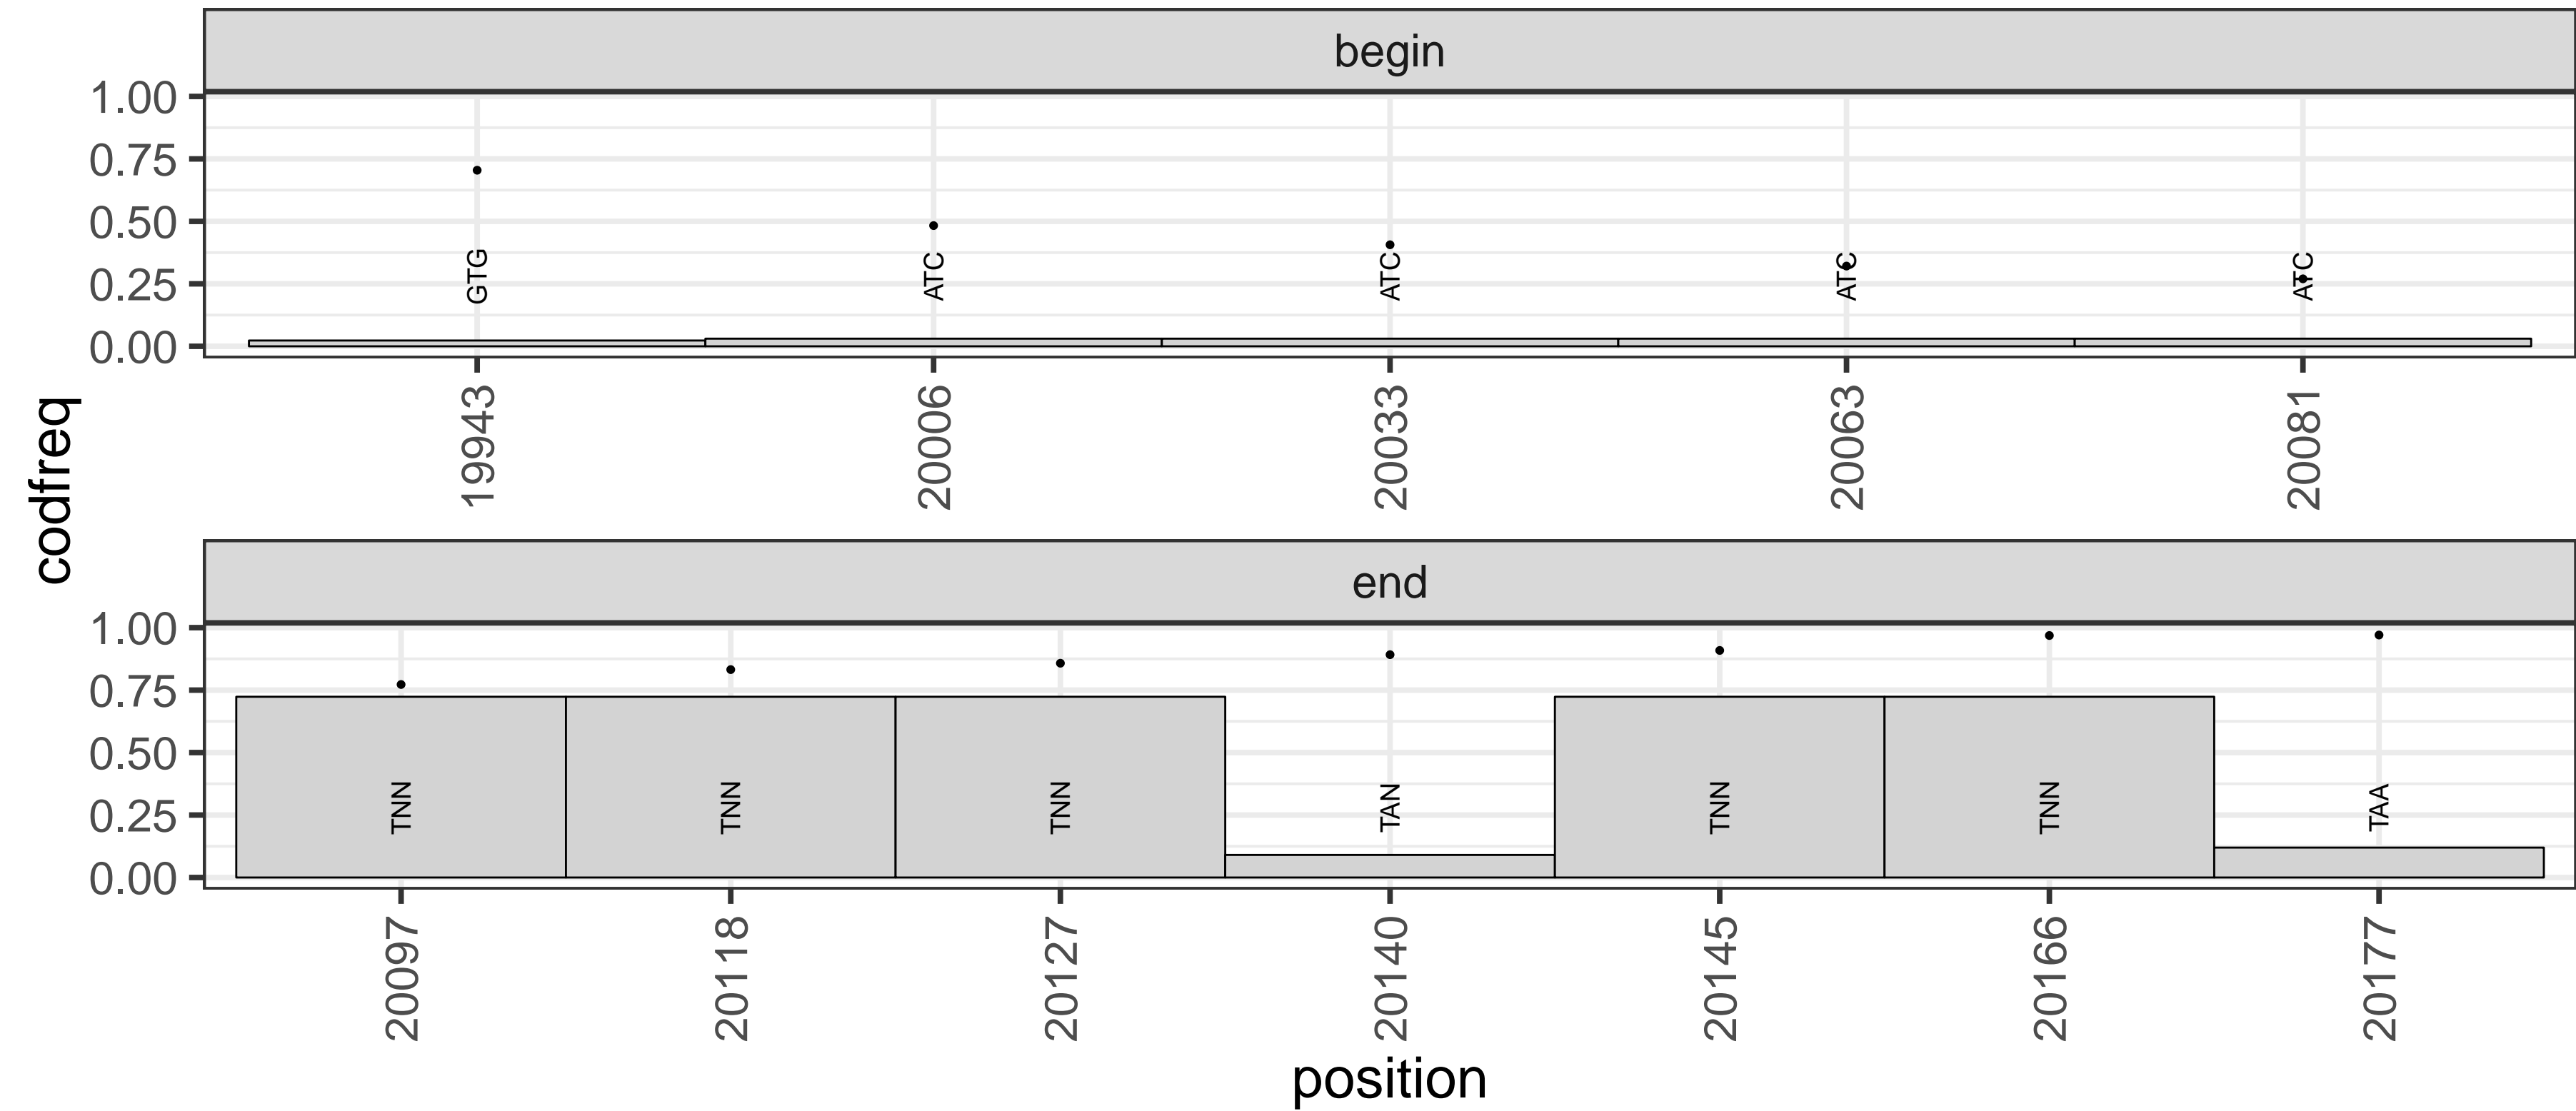 begin
1.00
0.75
0.50
0.25
0.00
GTG
ATC
ATC
ATC
ATC
19943
20006
20033
20063
20081
codfreq
end
1.00
0.75
0.50
0.25
0.00
TNN
TNN
TNN
TAN
TNN
TNN
TAA
20097
20118
20127
20140
20145
20166
20177
position